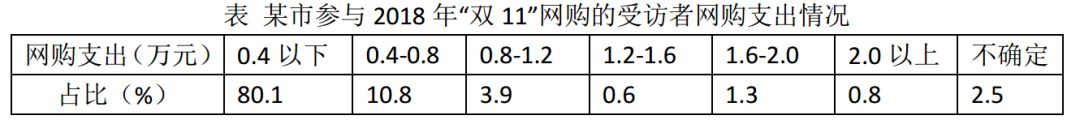 表 某市参与 2018 年“双 11”网购的受访者网购支出情况
网购支出（万元） 0.4 以下 0.4-0.8 0.8-1.2 1.2-1.6 1.6-2.0 2.0 以上 不确定
占比（%） 80.1 10.8 3.9 0.6 1.3 0.8 2.5